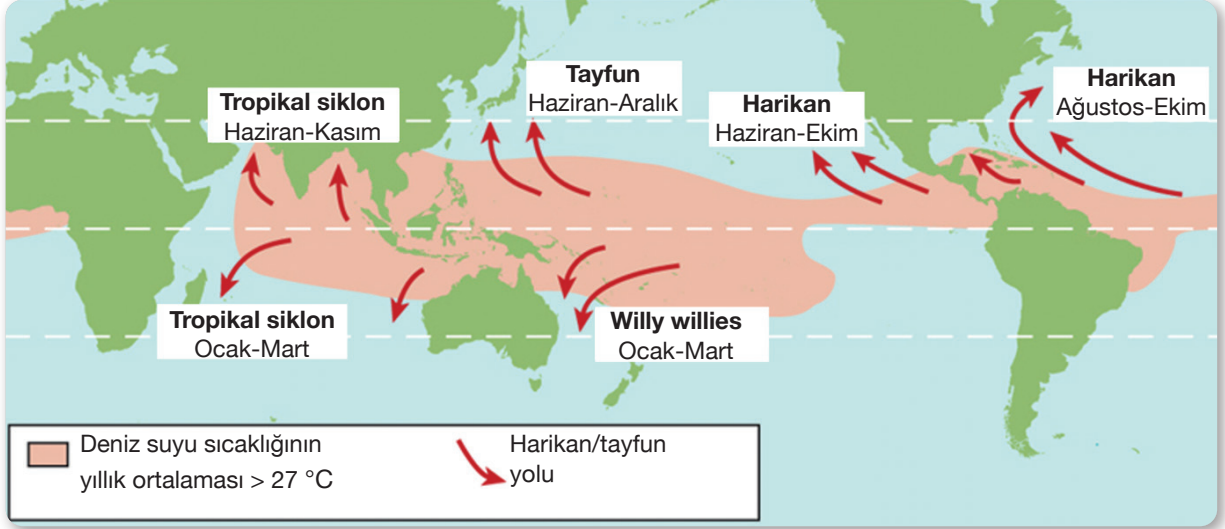 Tayfun
Haziran-Aralık
Harikan
Ağustos-Ekim
Tropikal siklon
Haziran-Kasım
Harikan
Haziran-Ekim
Tropikal siklon
Ocak-Mart
Willy willies
Ocak-Mart
Deniz suyu sıcaklığının
yıllık ortalaması > 27 °C
Harikan/tayfun
yolu